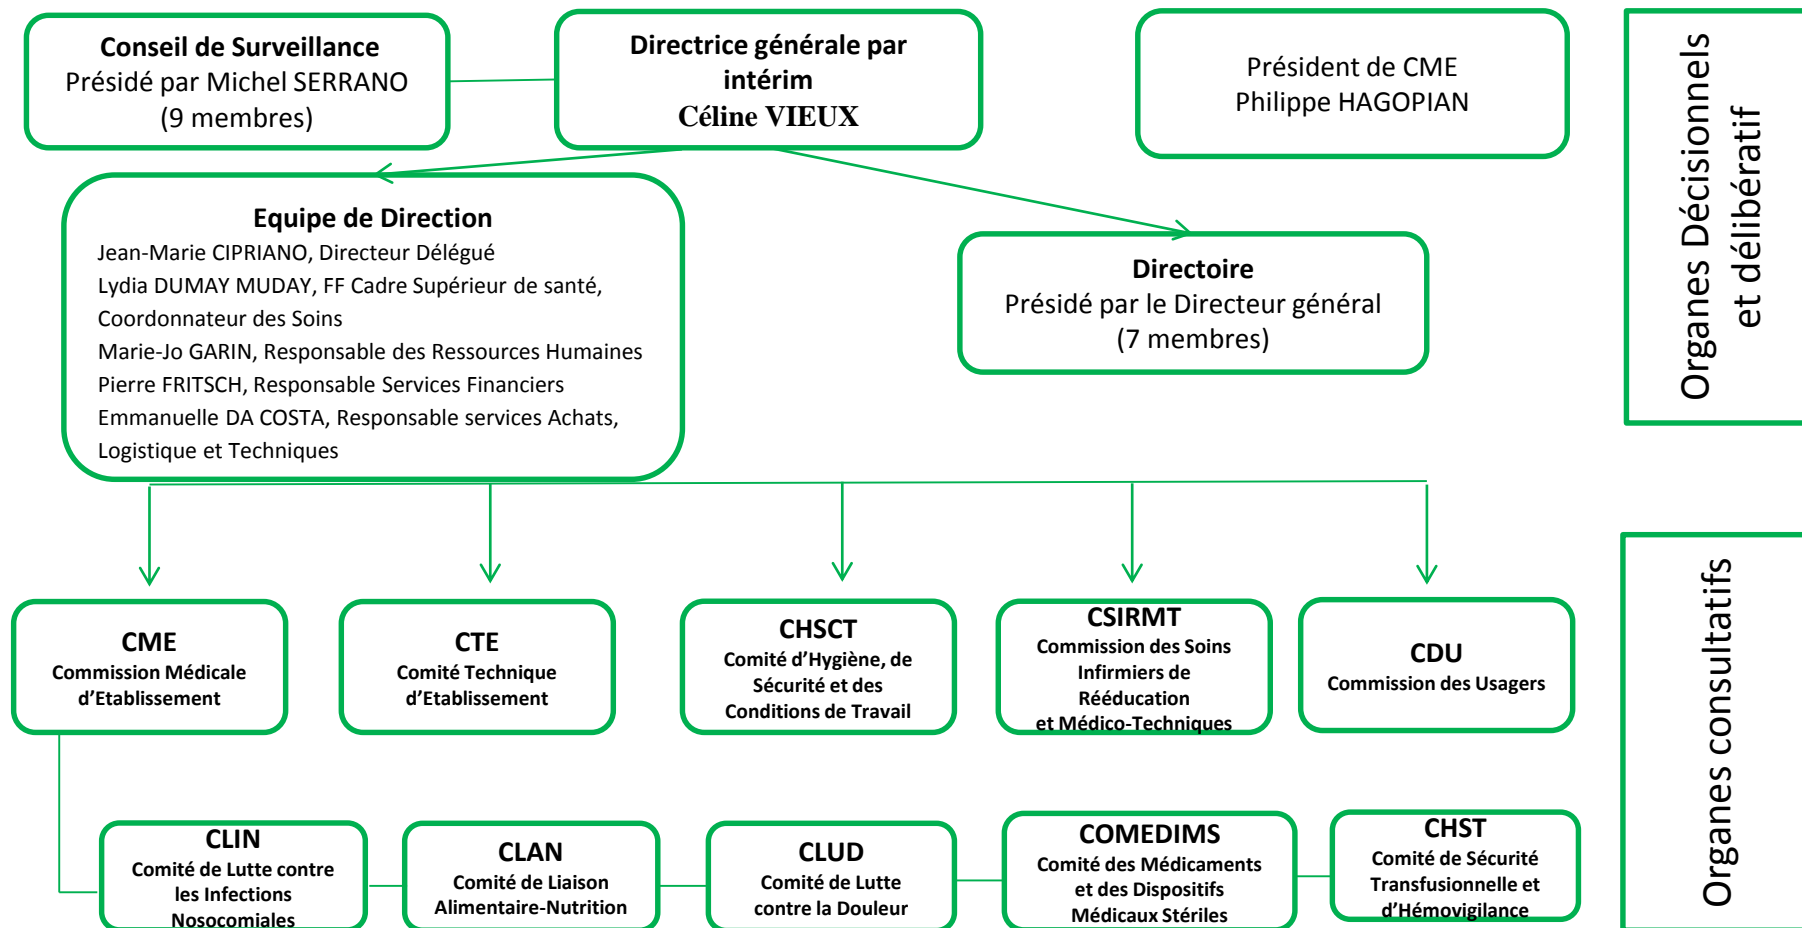 Conseil de Surveillance
Présidé par Michel SERRANO
(9 membres)
Directrice générale par
intérim
Céline VIEUX
Président de CME
Philippe HAGOPIAN
Organes Décisionnels
et délibératif
Equipe de Direction
Jean-Marie CIPRIANO, Directeur Délégué
Lydia DUMAY MUDAY, FF Cadre Supérieur de santé,
Coordonnateur des Soins
Marie-Jo GARIN, Responsable des Ressources Humaines
Pierre FRITSCH, Responsable Services Financiers
Emmanuelle DA COSTA, Responsable services Achats,
Logistique et Techniques
Directoire
Présidé par le Directeur général
(7 membres)
CME
Commission Médicale
d’Etablissement
CTE
Comité Technique
d’Etablissement
CHSCT
Comité d’Hygiène, de
Sécurité et des
Conditions de Travail
CSIRMT
Commission des Soins
Infirmiers de
Rééducation
et Médico-Techniques
CDU
Commission des Usagers
Organes consultatifs
CLIN
Comité de Lutte contre
les Infections
Nosocomiales
CLAN
Comité de Liaison
Alimentaire-Nutrition
CLUD
Comité de Lutte
contre la Douleur
COMEDIMS
Comité des Médicaments
et des Dispositifs
Médicaux Stériles
CHST
Comité de Sécurité
Transfusionnelle et
d’Hémovigilance